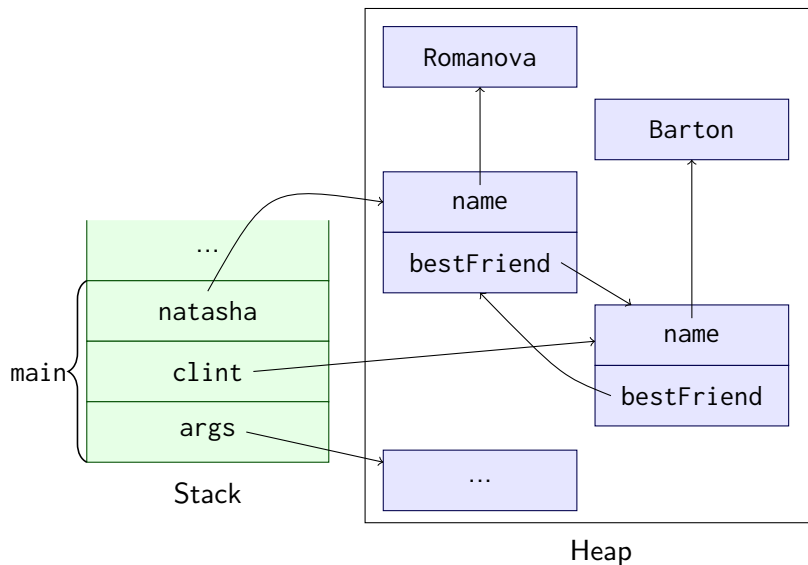 Romanova
Barton
name
bestFriend
...
natasha
name
main
clint
bestFriend
args
...
Stack
Heap